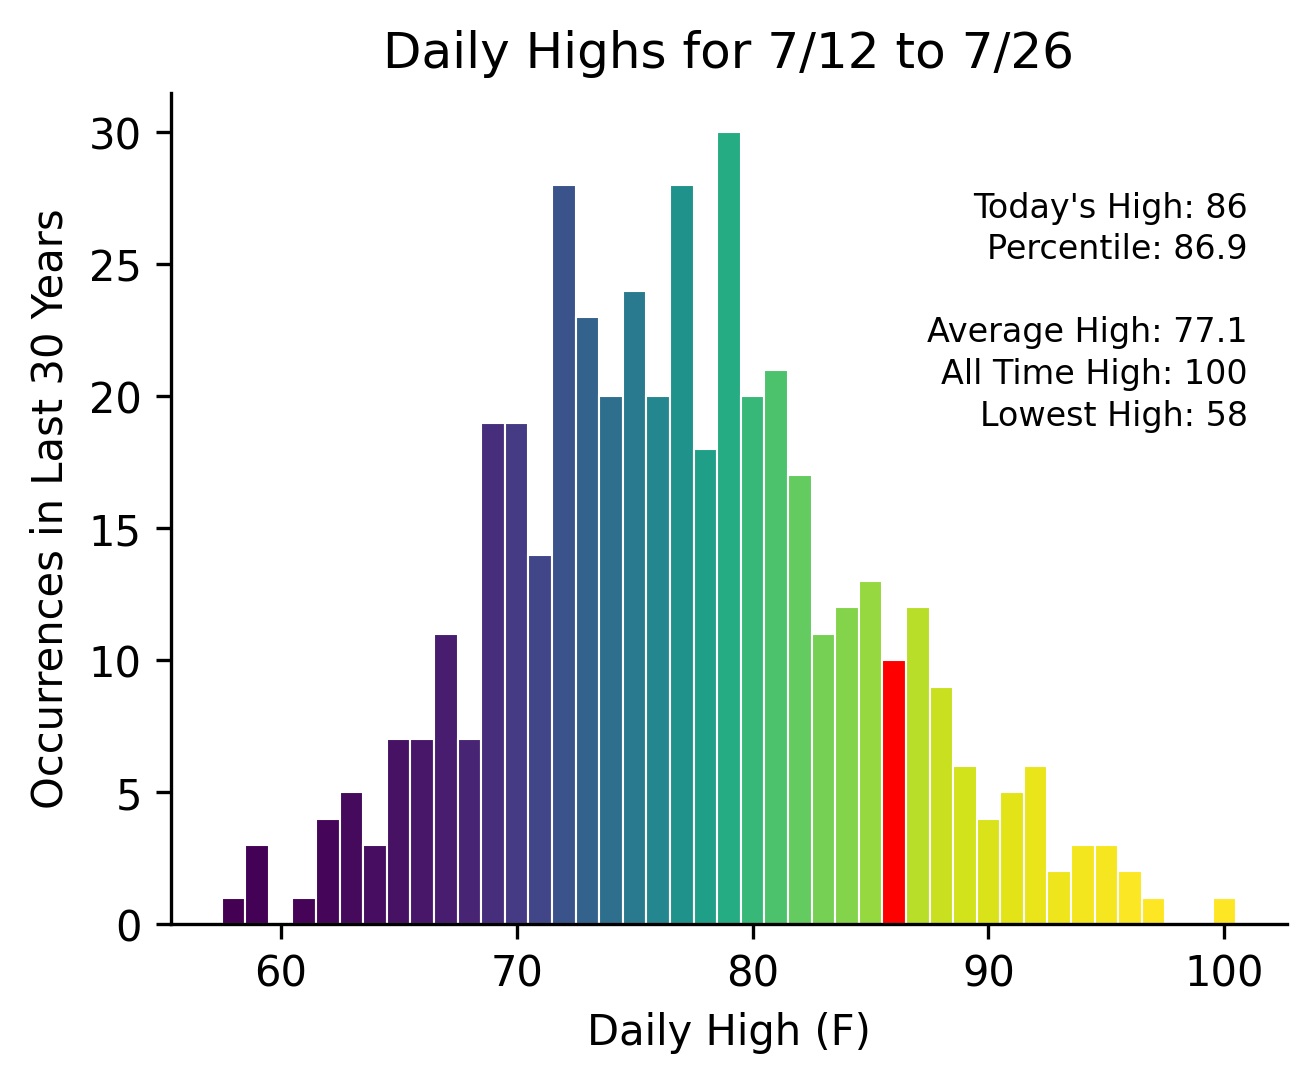 Daily Highs for 7/12 to 7/26
Occurrences in Last 30 Years
30
25
20
15
10
5
0
Today's High: 86
Percentile: 86.9
Average High: 77.1
All Time High: 100
Lowest High: 58
60 70 80 90 100
Daily High (F)